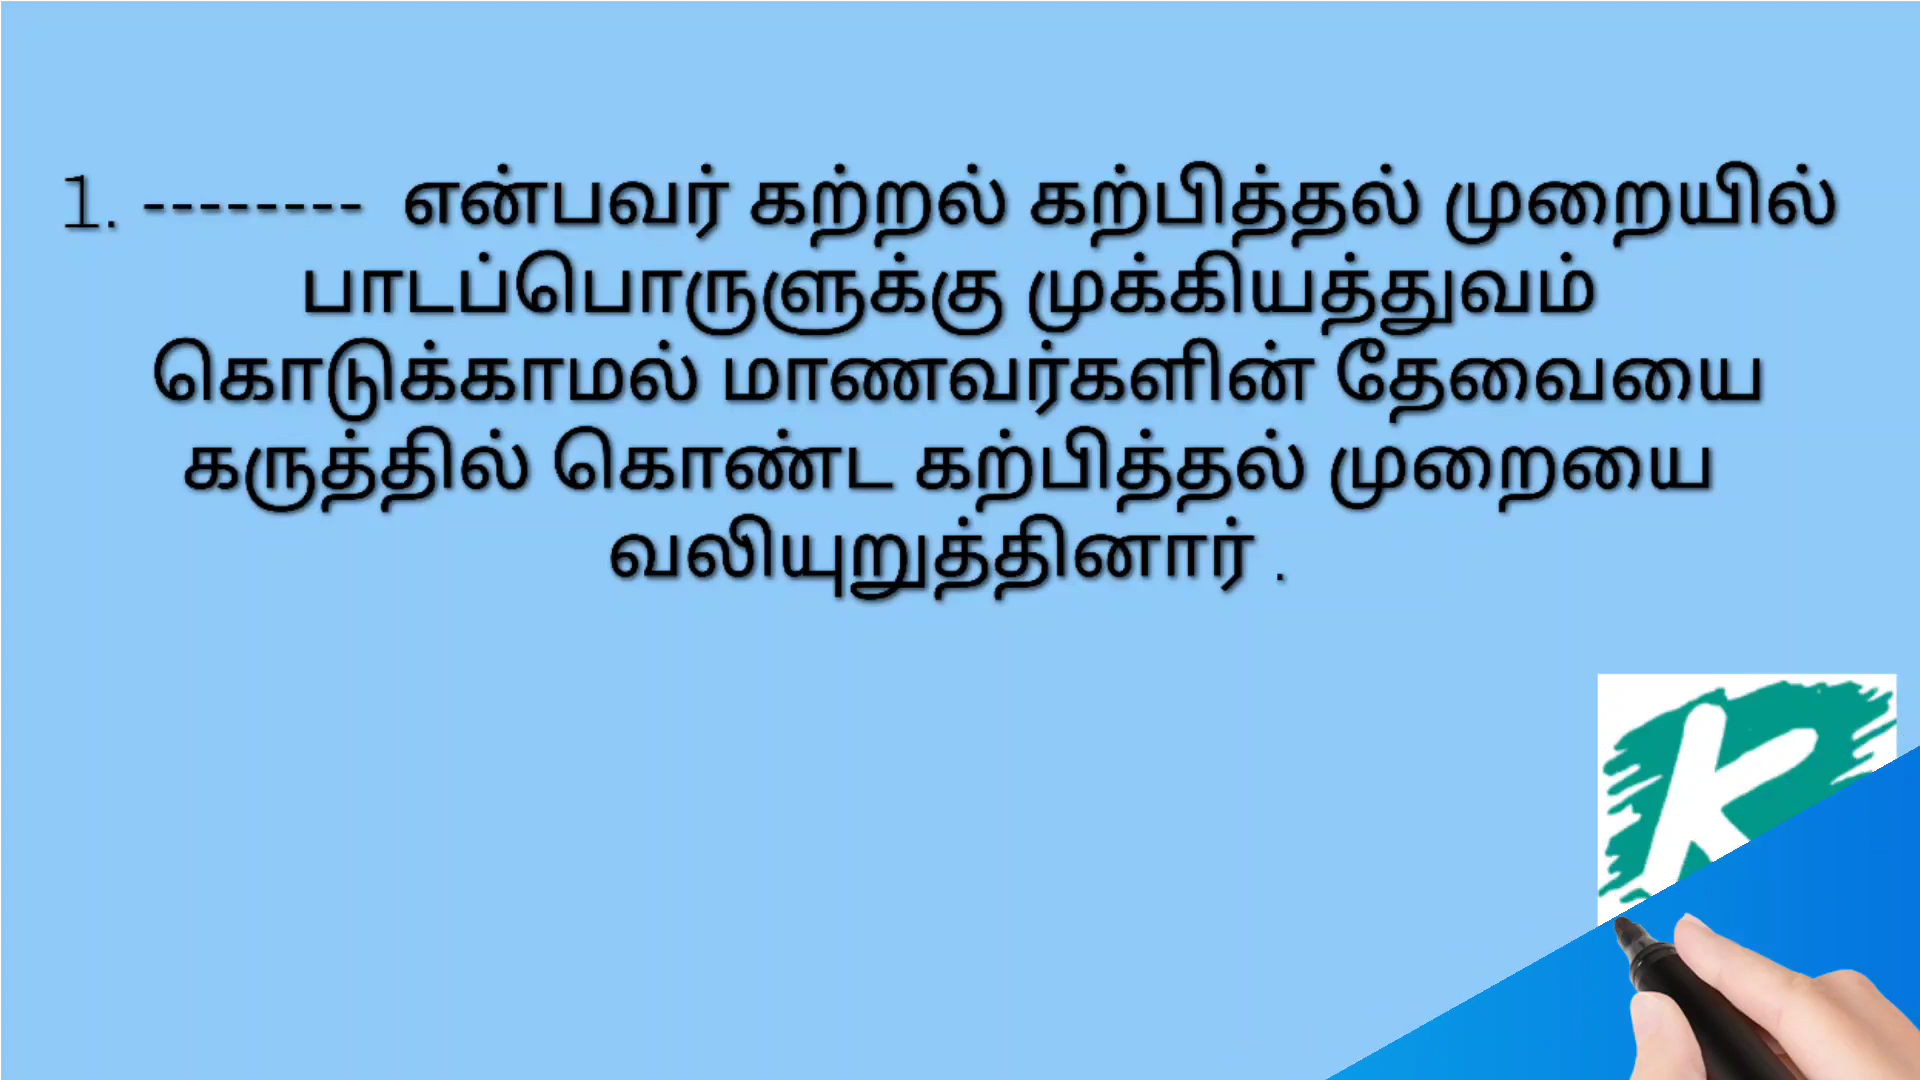 1. -------- என்பவர் கற்றல் கற்பித்தல் முறையில்
பாடப்பொருளுக்கு முக்கியத்துவம்
கொடுக்காமல் மாணவர்களின் தேவையை
கருத்தில் கொண்ட கற்பித்தல் முறையை
வலியுறுத்தினார் .
K